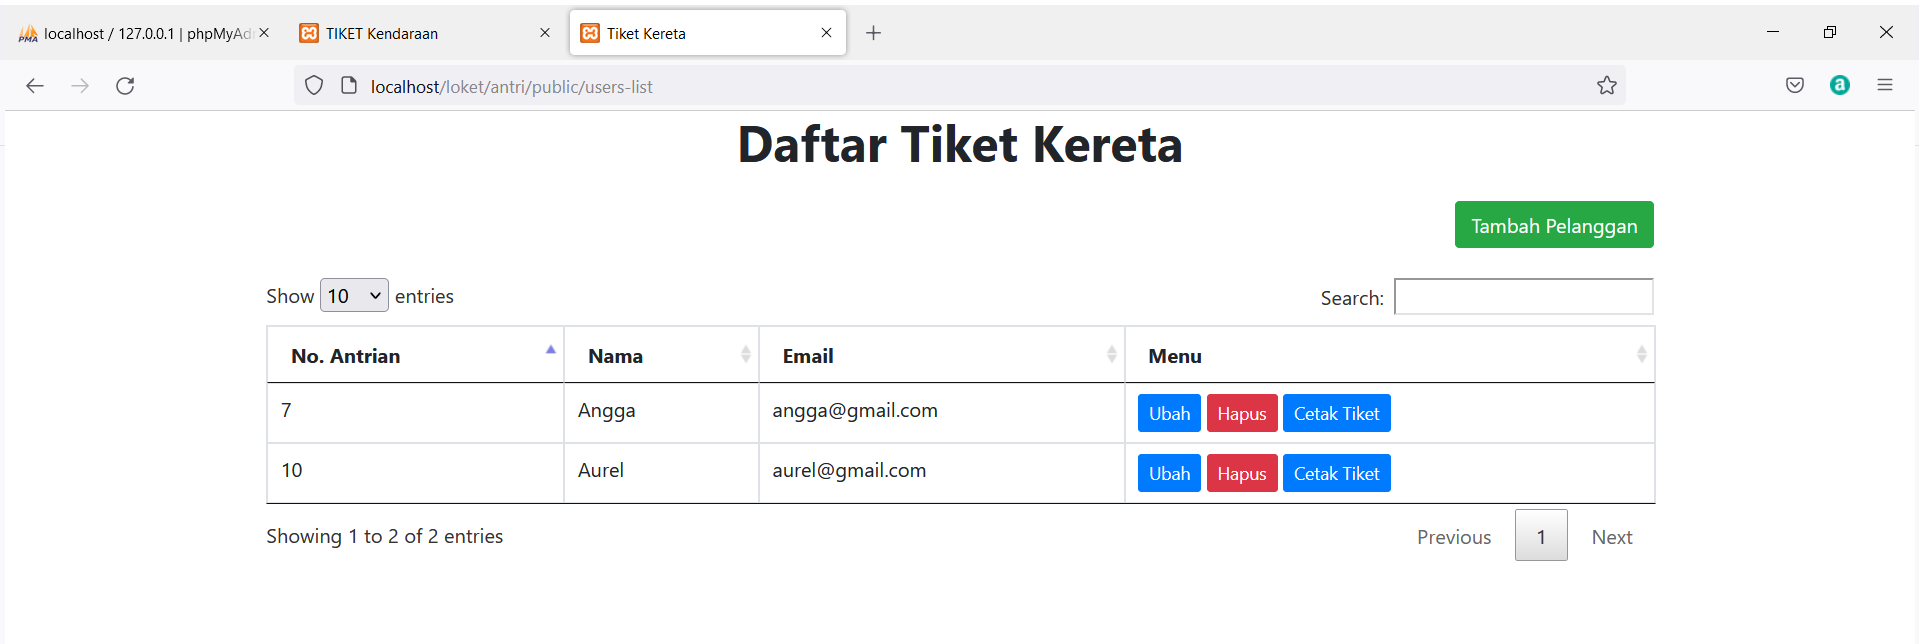 localhost / 127.0.0.1 | phpMyAd
TIKET Kendaraan
Tiket Kereta
localhost/loket/antri/public/users-list
Daftar Tiket Kereta
Tambah Pelanggan
Show 10 entries
Search:
No. Antrian Nama Email Menu
7 Angga angga@gmail.com Ubah Hapus Cetak Tiket
10 Aurel aurel@gmail.com Ubah Hapus Cetak Tiket
Showing 1 to 2 of 2 entries
Previous 1 Next